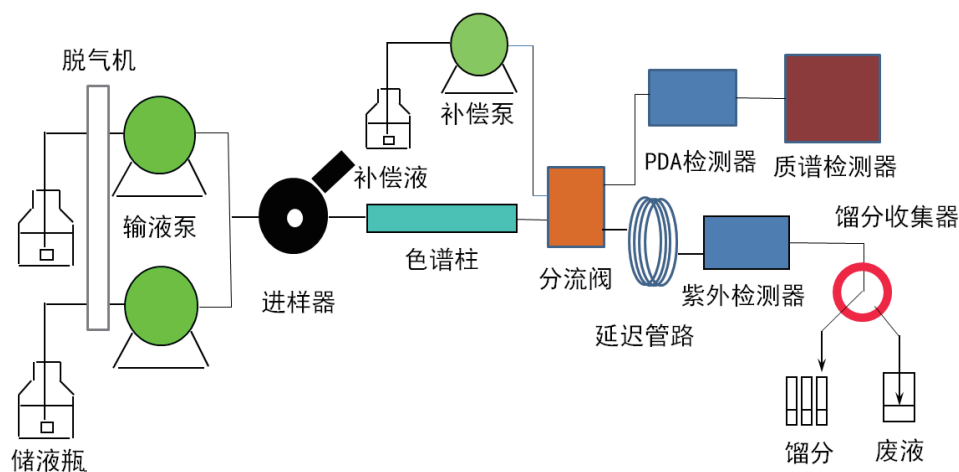 脱气机
补偿泵
PDA检测器
质谱检测器
补偿液
输液泵
馏分收集器
色谱柱
分流阀
紫外检测器
进样器
延迟管路
储液瓶
馏分
废液